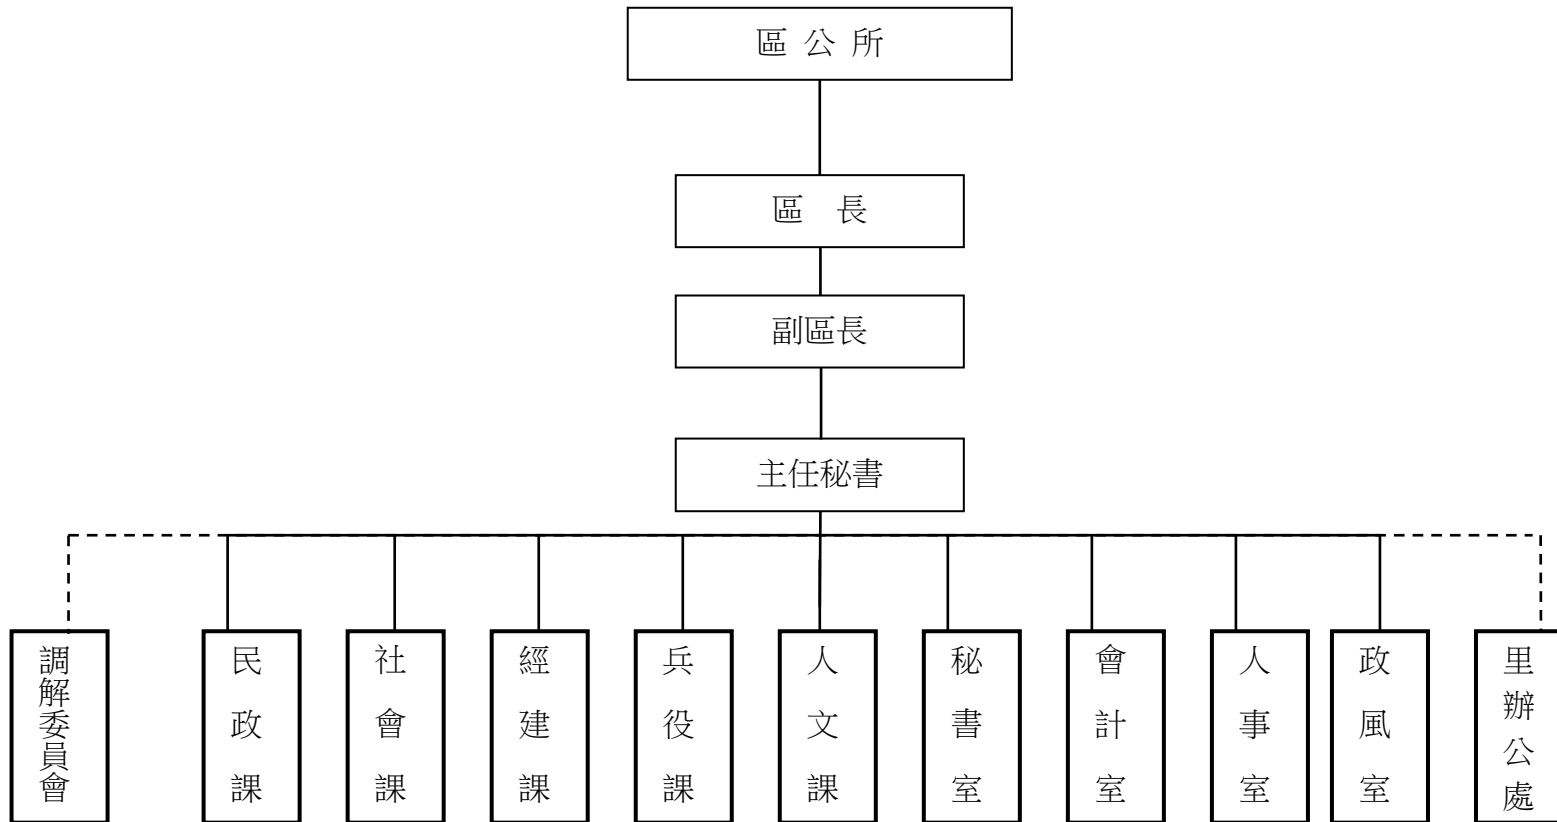 區公所
區　長
副區長
主任秘書
調解委員會
民政課
社會課
經建課
兵役課
人文課
秘書室
會計室
人事室
政風室
里辦公處